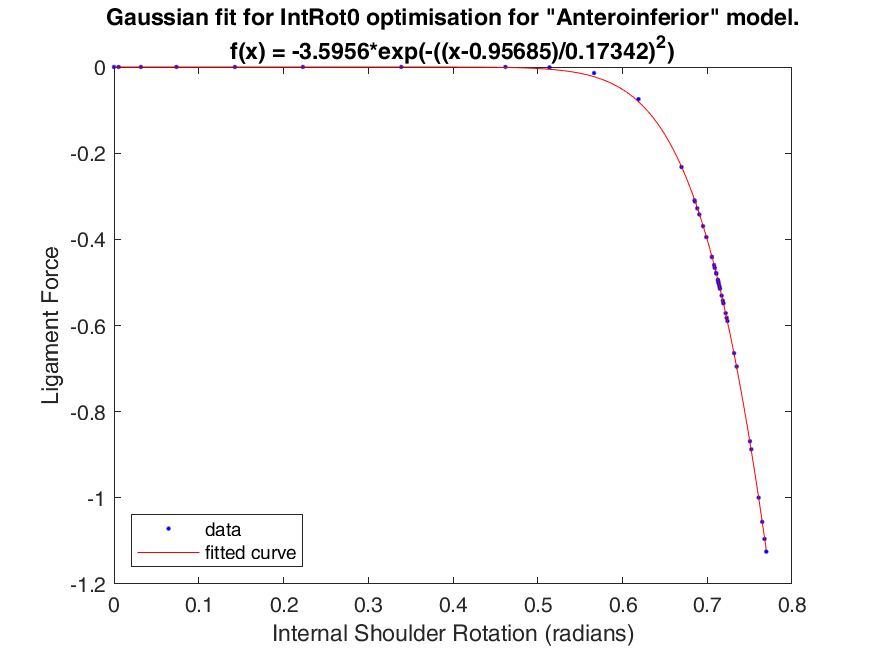 Gaussian fit for IntRot0 optimisation for "Anteroinferior" model.
f(x) = -3.5956*exp(-((x-0.95685)/0.17342)²)
0
-0.2
-0.4
-0.6
-0.8
-1
-1.2
Ligament Force
data
fitted curve
0 0.1 0.2 0.3 0.4 0.5 0.6 0.7 0.8
Internal Shoulder Rotation (radians)